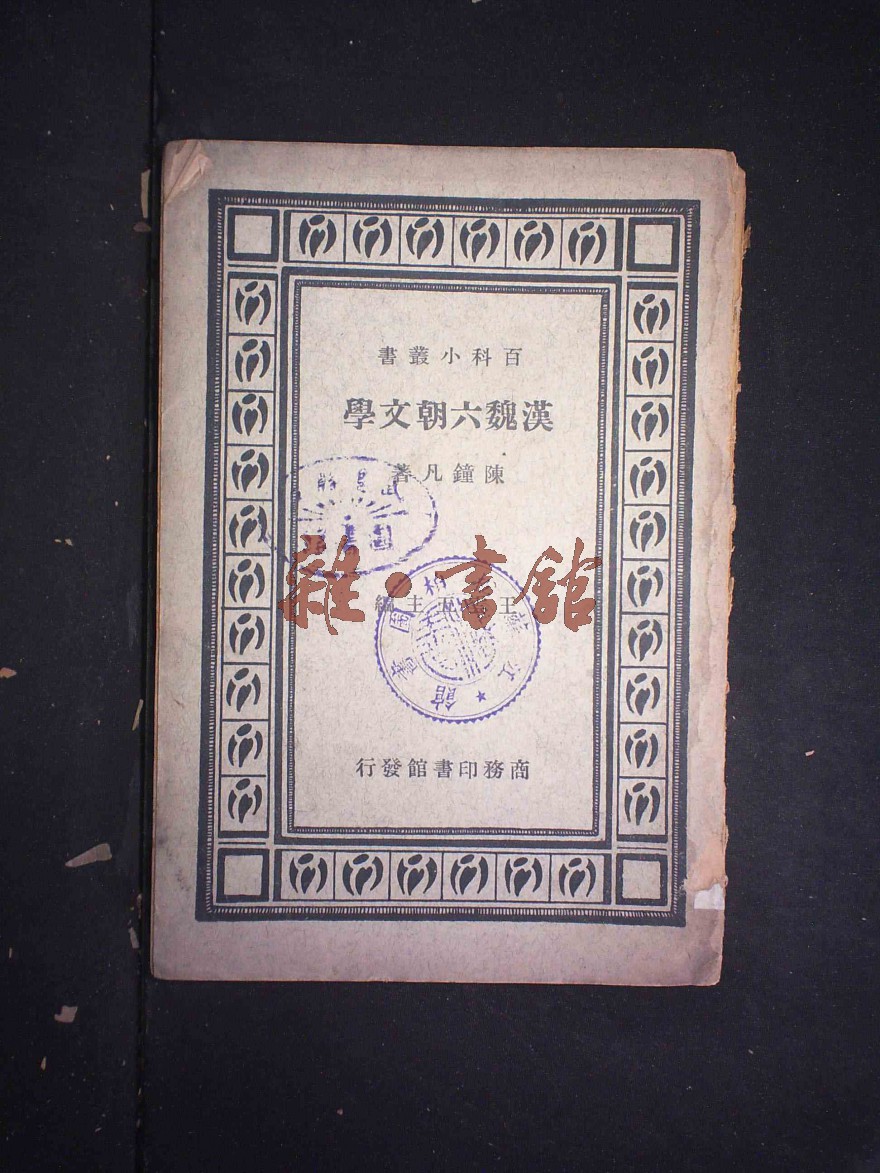 百科小叢書
漢魏六朝文學
陳鐘凡著
雜·書館
王雲五主編
商務印書館發行